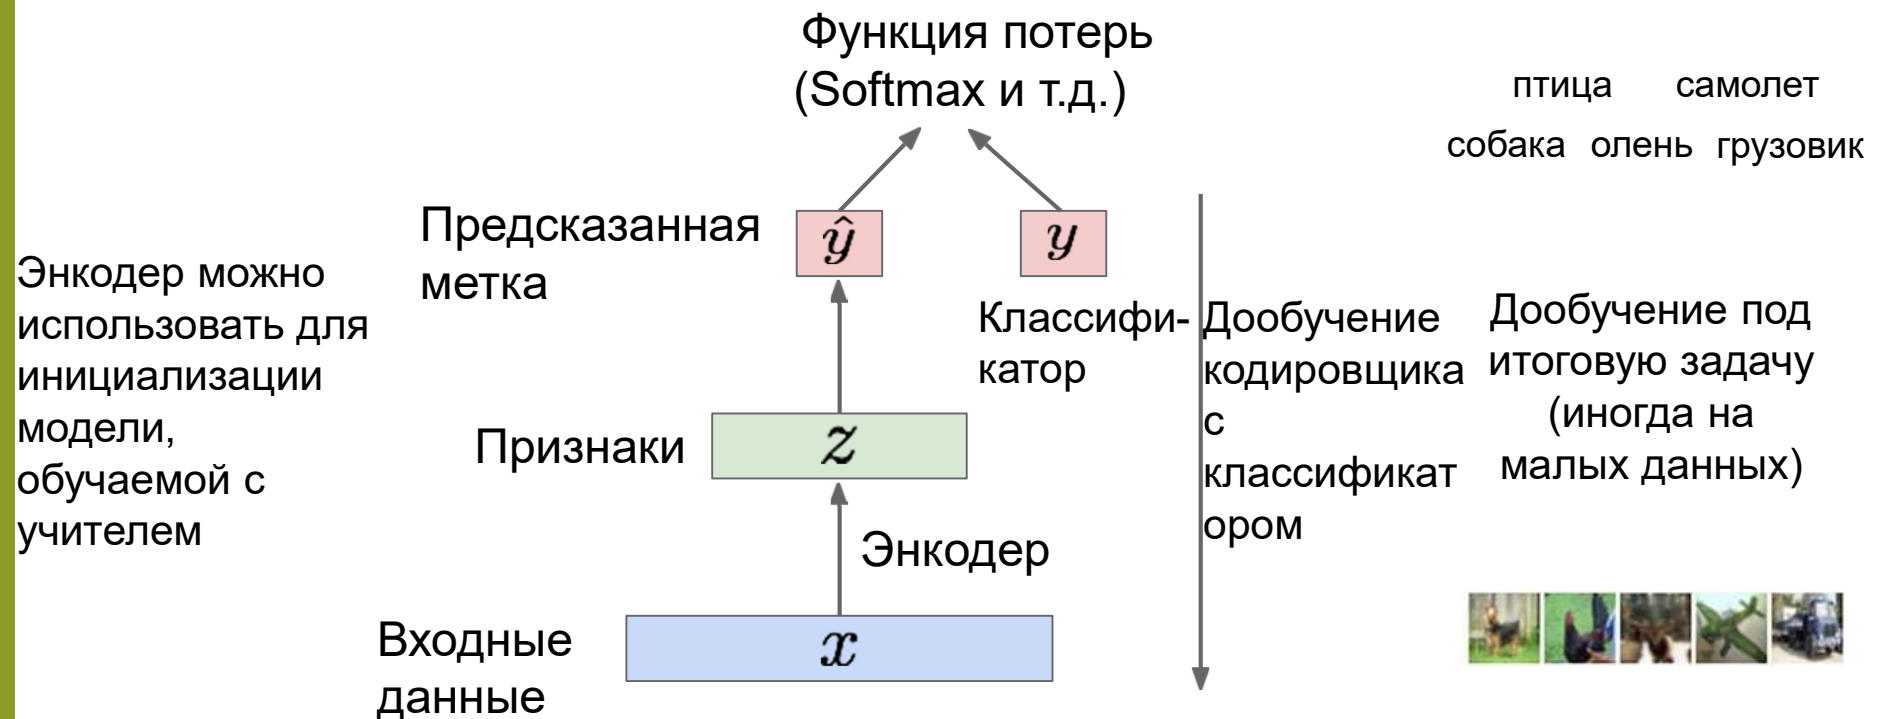 Функция потерь
(Softmax и т.д.)
птица самолет
собака олень грузовик
Предсказанная
метка
ŷ
y
Энкодер можно
использовать для
инициализации
модели,
обучаемой с
учителем
Классифи-
катор
Дообучение
кодировщика
с
классификат
ором
Дообучение под
итоговую задачу
(иногда на
малых данных)
Признаки
z
Энкодер
Входные
данные
x